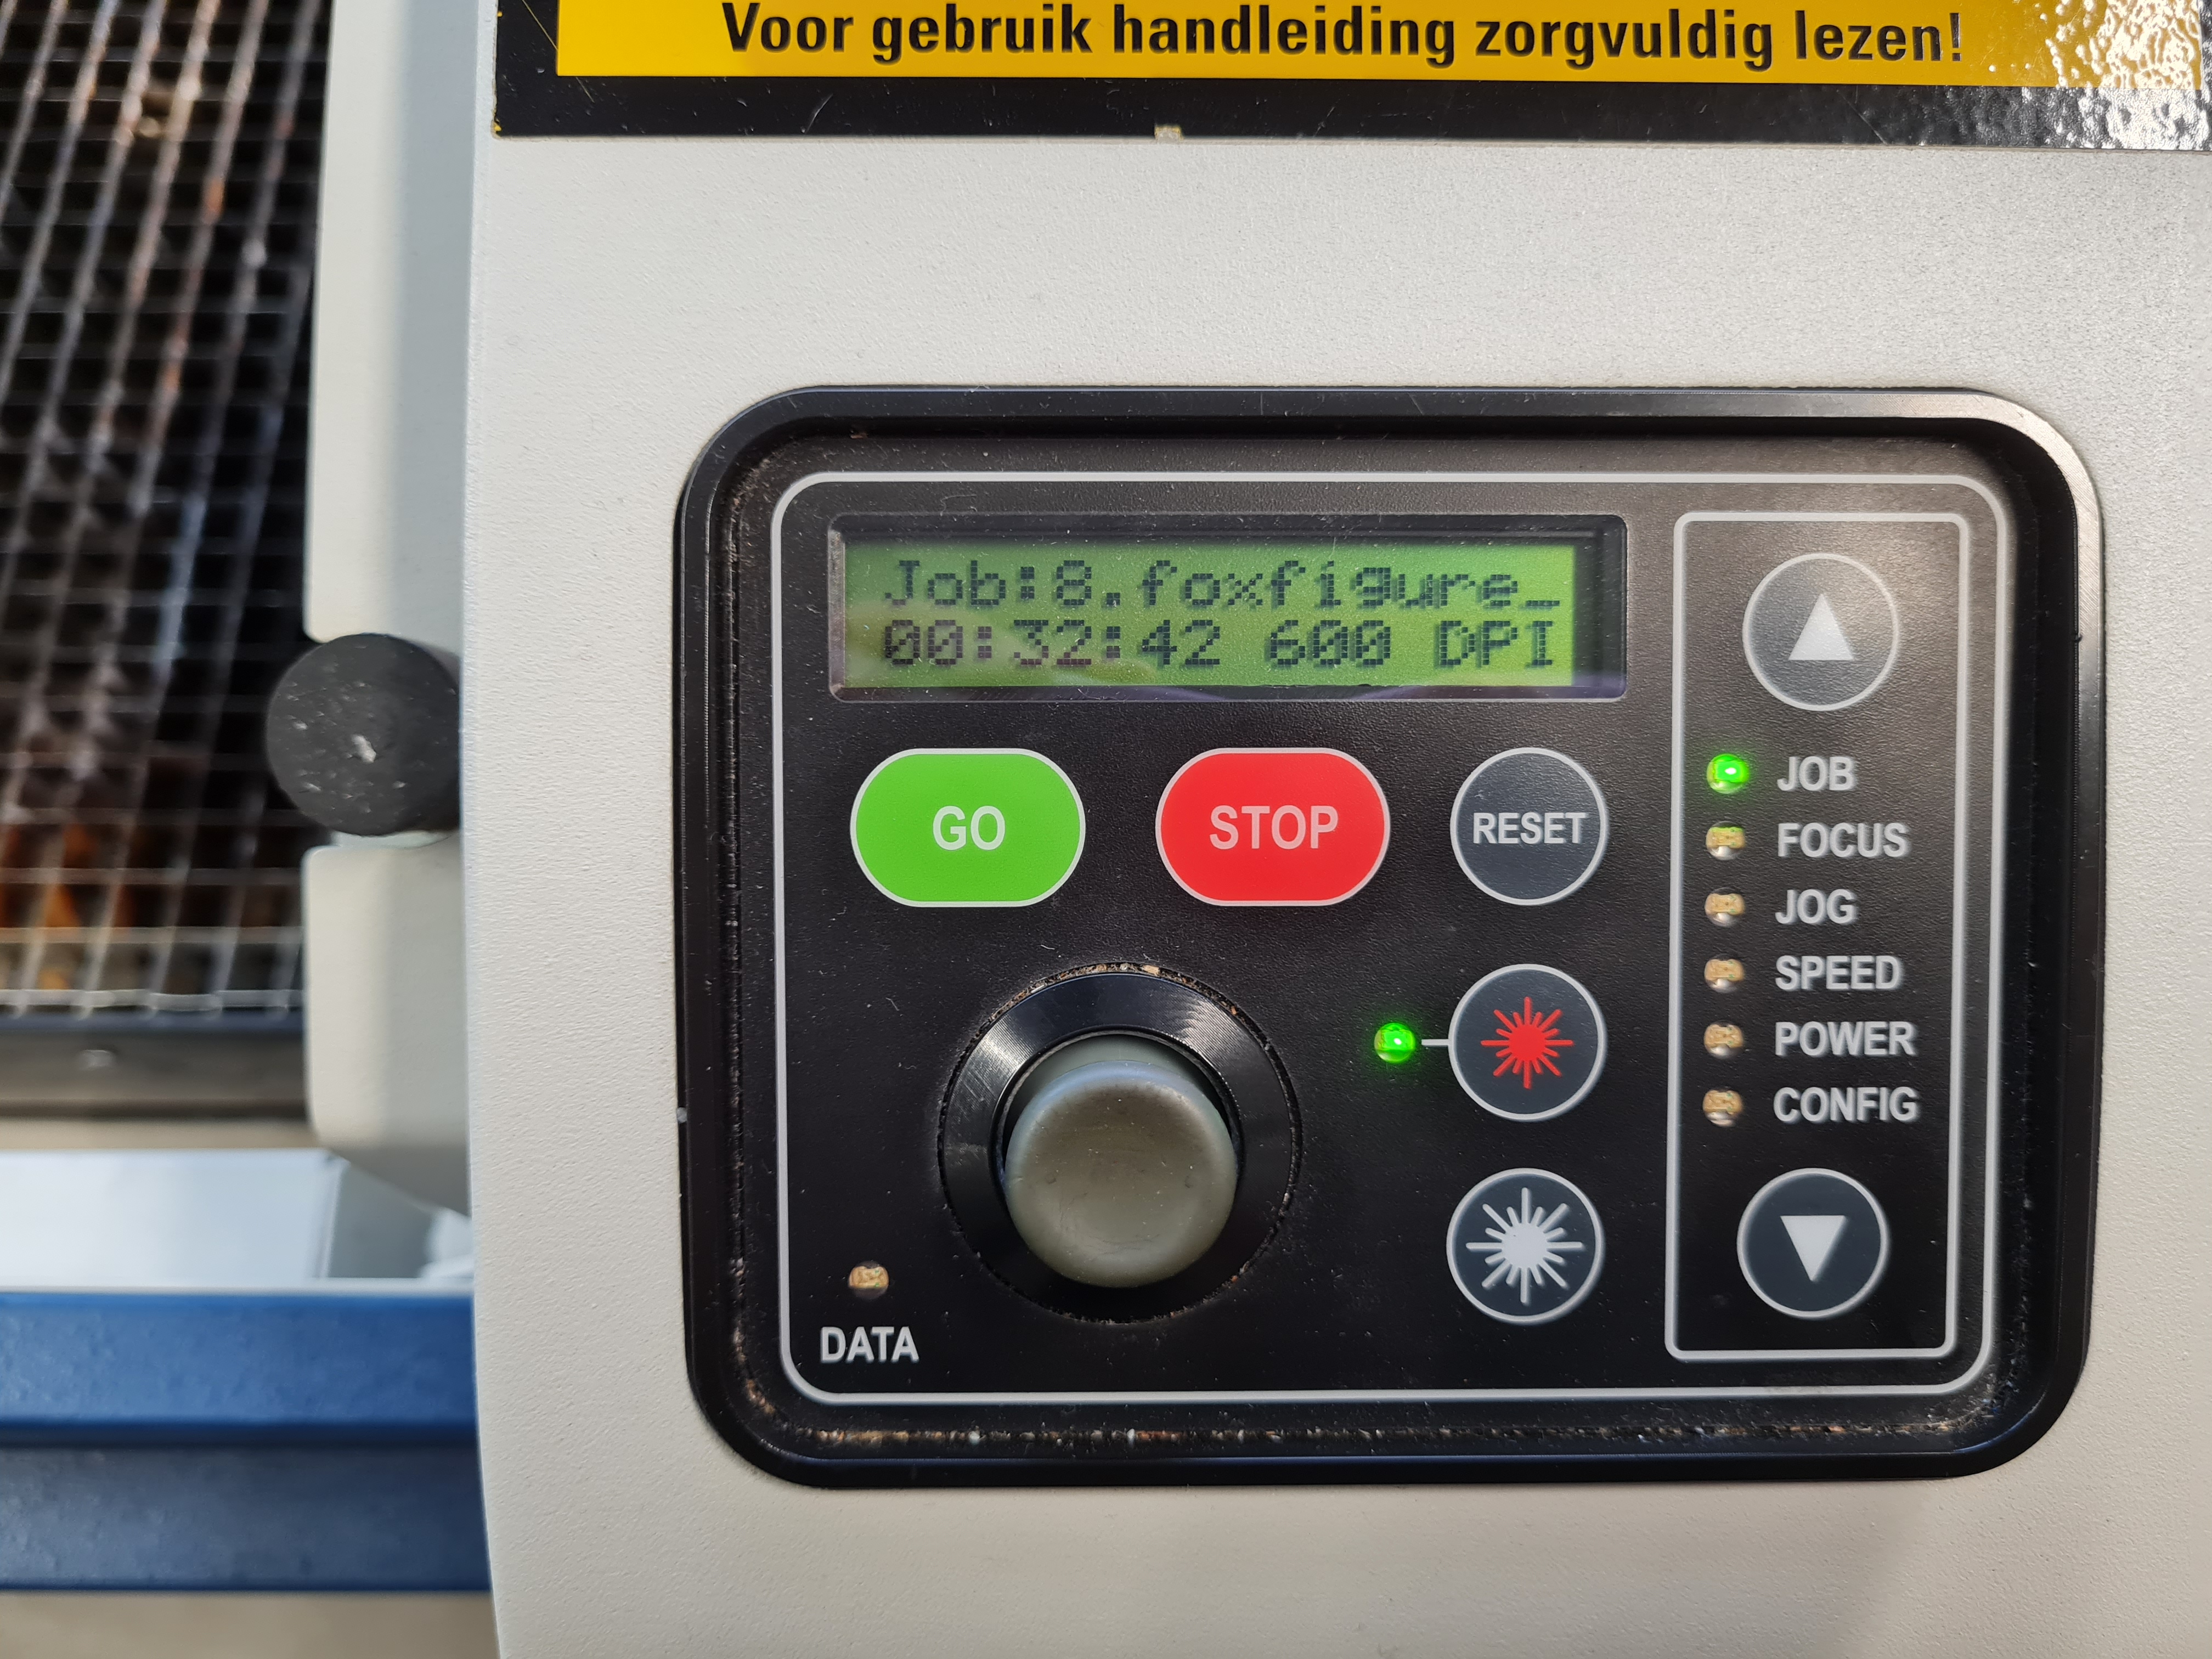 Voor gebruik handleiding zorgvuldig lezen!
Job:8.foxfigure_
00:32:42 600 DPI
GO
STOP
RESET
JOB
FOCUS
JOG
SPEED
POWER
CONFIG
DATA